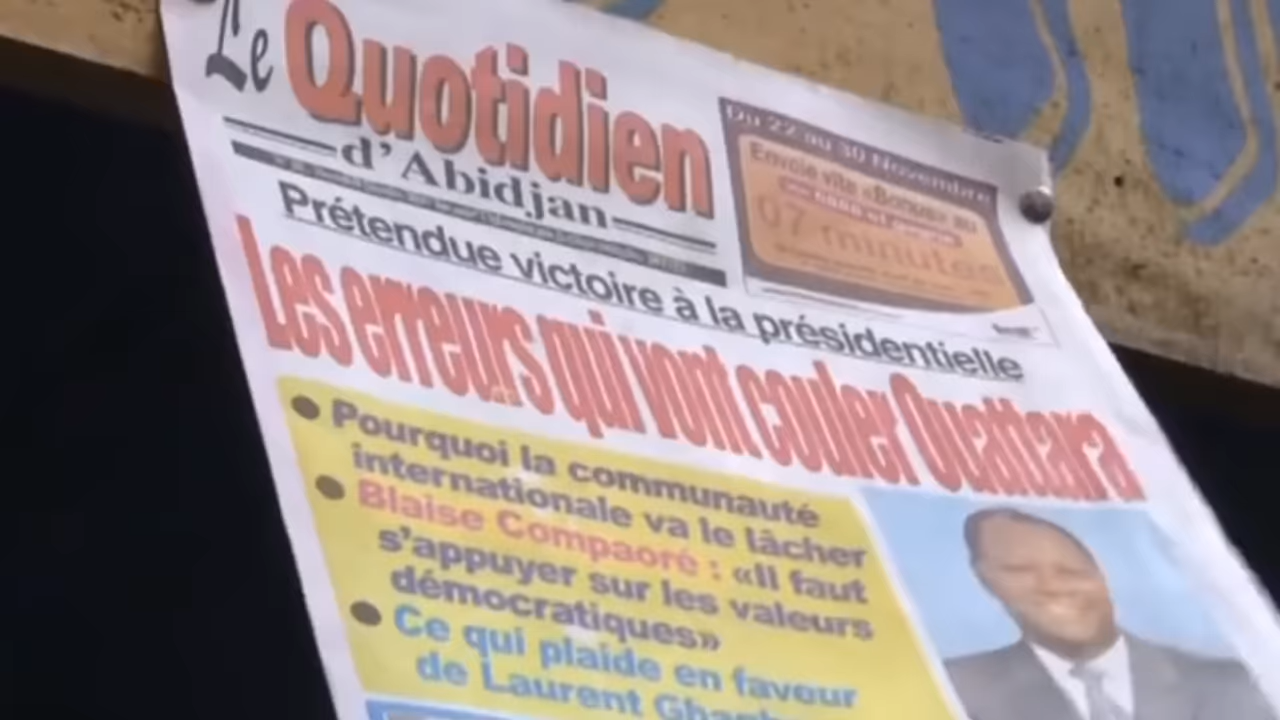 Le Quotidien
d'Abidjan
Du 22 au 30 Novembre
Envoie vite «Bonus» au
07 minutes
Prétendue victoire à la présidentielle
Les erreurs qui vont couler Ouattara
● Pourquoi la communauté
internationale va le lâcher
● Blaise Compaoré : «Il faut
s'appuyer sur les valeurs
démocratiques»
● Ce qui plaide en faveur
de Laurent